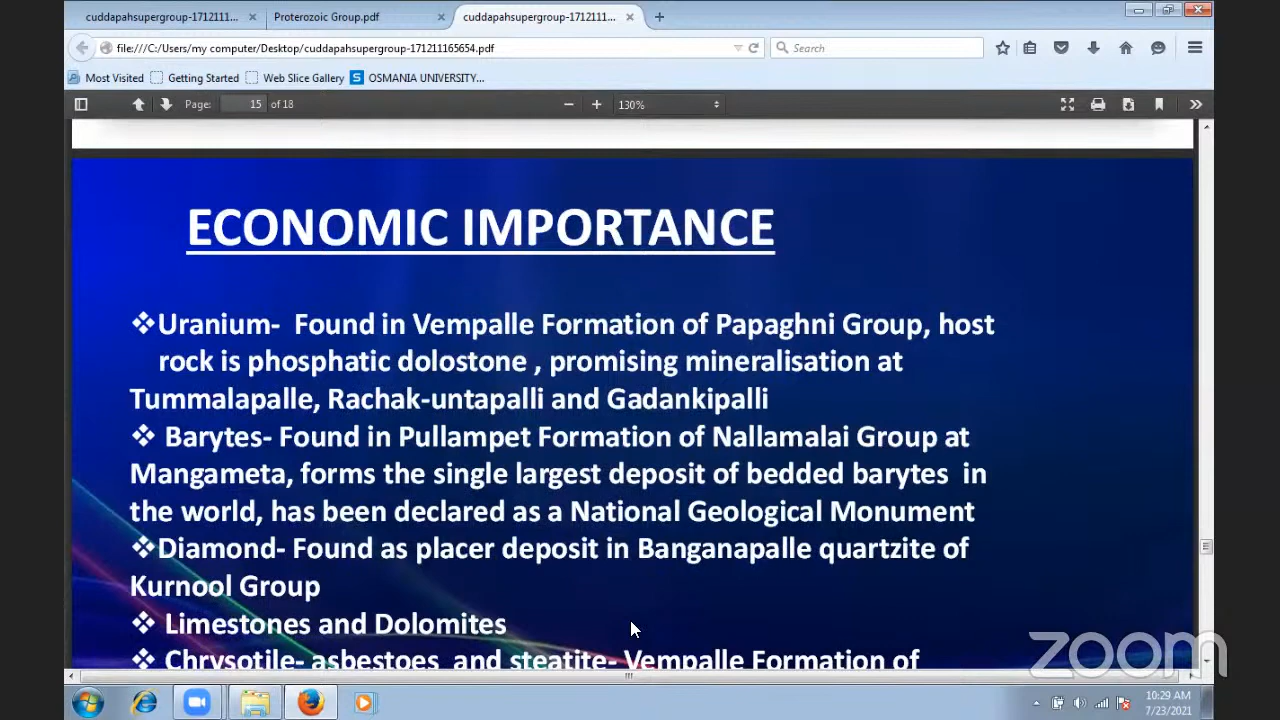 cuddapahsupergroup-1712111...
Proterozoic Group.pdf
cuddapahsupergroup-1712111...
file:///C:/Users/my computer/Desktop/cuddapahsupergroup-171211165654.pdf
Search
Most Visited
Getting Started
Web Slice Gallery
S OSMANIA UNIVERSITY...
Page: 15 of 18
130%
ECONOMIC IMPORTANCE
❖Uranium- Found in Vempalle Formation of Papaghni Group, host
rock is phosphatic dolostone , promising mineralisation at
Tummalapalle, Rachak-untapalli and Gadankipalli
❖ Barytes- Found in Pullampet Formation of Nallamalai Group at
Mangameta, forms the single largest deposit of bedded barytes in
the world, has been declared as a National Geological Monument
❖Diamond- Found as placer deposit in Banganapalle quartzite of
Kurnool Group
❖ Limestones and Dolomites
❖ Chrysotile- asbestoes and steatite- Vempalle Formation of
zoom
10:29 AM
7/23/2021